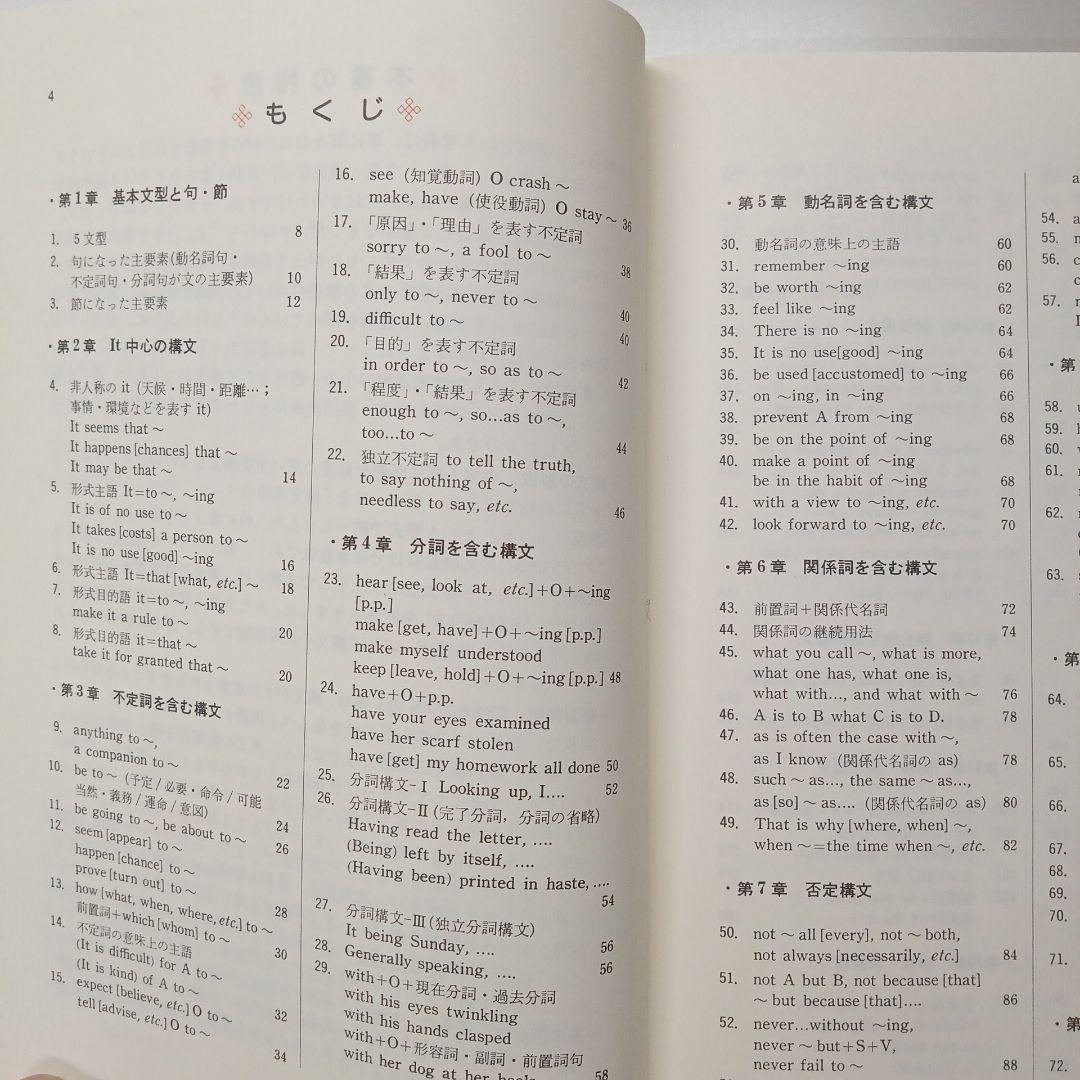 4
もくじ
・第1章 基本文型と句・節
1. 5文型 8
2. 句になった主要素(動名詞句・
不定詞句・分詞句が文の主要素) 10
3. 節になった主要素 12
・第2章 It 中心の構文
4. 非人称の it (天候・時間・距離…;
事情・環境などを表す it)
It seems that ~
It happens [chances] that ~
It may be that ~ 14
5. 形式主語 It=to ~, ~ing
It is of no use to ~
It takes [costs] a person to ~
It is no use [good] ~ing 16
6. 形式主語 It=that [what, etc.] ~ 18
7. 形式目的語 it=to ~, ~ing
make it a rule to ~ 20
8. 形式目的語 it=that ~
take it for granted that ~ 20
・第3章 不定詞を含む構文
9. anything to ~,
a companion to ~ 22
10. be to ~ (予定/必要・命令/可能
当然・義務/運命/意図) 24
11. be going to ~, be about to ~ 26
12. seem [appear] to ~
happen [chance] to ~
prove [turn out] to ~ 28
13. how [what, when, where, etc.] to ~
前置詞+which [whom] to ~ 30
14. 不定詞の意味上の主語
(It is difficult) for A to ~
(It is kind) of A to ~ 32
15. expect [believe, etc.] O to ~
tell [advise, etc.] O to ~ 34
16. see (知覚動詞) O crash ~
make, have (使役動詞) O stay ~ 36
17. 「原因」・「理由」を表す不定詞
sorry to ~, a fool to ~ 38
18. 「結果」を表す不定詞
only to ~, never to ~ 40
19. difficult to ~ 40
20. 「目的」を表す不定詞
in order to ~, so as to ~ 42
21. 「程度」・「結果」を表す不定詞
enough to ~, so…as to ~,
too…to ~ 44
22. 独立不定詞 to tell the truth,
to say nothing of ~,
needless to say, etc. 46
・第4章 分詞を含む構文
23. hear [see, look at, etc.]+O+~ing
[p.p.]
make [get, have]+O+~ing [p.p.]
make myself understood
keep [leave, hold]+O+~ing [p.p.] 48
24. have+O+p.p.
have your eyes examined
have her scarf stolen
have [get] my homework all done 50
25. 分詞構文-Ⅰ Looking up, I…. 52
26. 分詞構文-Ⅱ (完了分詞, 分詞の省略)
Having read the letter, ….
(Being) left by itself, ….
(Having been) printed in haste, …. 54
27. 分詞構文-Ⅲ (独立分詞構文)
It being Sunday, …. 56
28. Generally speaking, …. 56
29. with+O+現在分詞・過去分詞
with his eyes twinkling
with his hands clasped
with+O+形容詞・副詞・前置詞句
with her dog at her heels 58
・第5章 動名詞を含む構文
30. 動名詞の意味上の主語 60
31. remember ~ing 60
32. be worth ~ing 62
33. feel like ~ing 62
34. There is no ~ing 64
35. It is no use[good] ~ing 64
36. be used [accustomed] to ~ing 66
37. on ~ing, in ~ing 66
38. prevent A from ~ing 68
39. be on the point of ~ing 68
40. make a point of ~ing
be in the habit of ~ing 68
41. with a view to ~ing, etc. 70
42. look forward to ~ing, etc. 70
・第6章 関係詞を含む構文
43. 前置詞+関係代名詞 72
44. 関係詞の継続用法 74
45. what you call ~, what is more,
what one has, what one is,
what with…, and what with ~ 76
46. A is to B what C is to D. 78
47. as is often the case with ~,
as I know (関係代名詞の as) 78
48. such ~ as…, the same ~ as…,
as [so] ~ as…. (関係代名詞の as) 80
49. That is why [where, when] ~,
when ~=the time when ~, etc. 82
・第7章 否定構文
50. not ~ all [every], not ~ both,
not always [necessarily, etc.] 84
51. not A but B, not because [that]
~ but because [that]…. 86
52. never…without ~ing,
never ~ but+S+V,
never fail to ~ 88
54.
55.
56.
57.
・第
58.
59.
60.
61.
62.
63.
・第
64.
65.
66.
67.
68.
69.
70.
71.
・第
72.